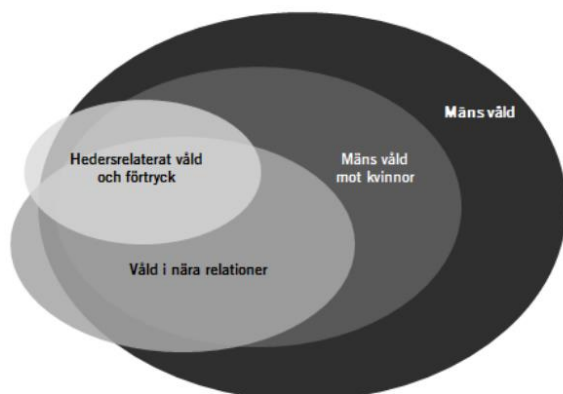 Mäns våld
Hedersrelaterat våld
och förtryck
Mäns våld
mot kvinnor
Våld i nära relationer